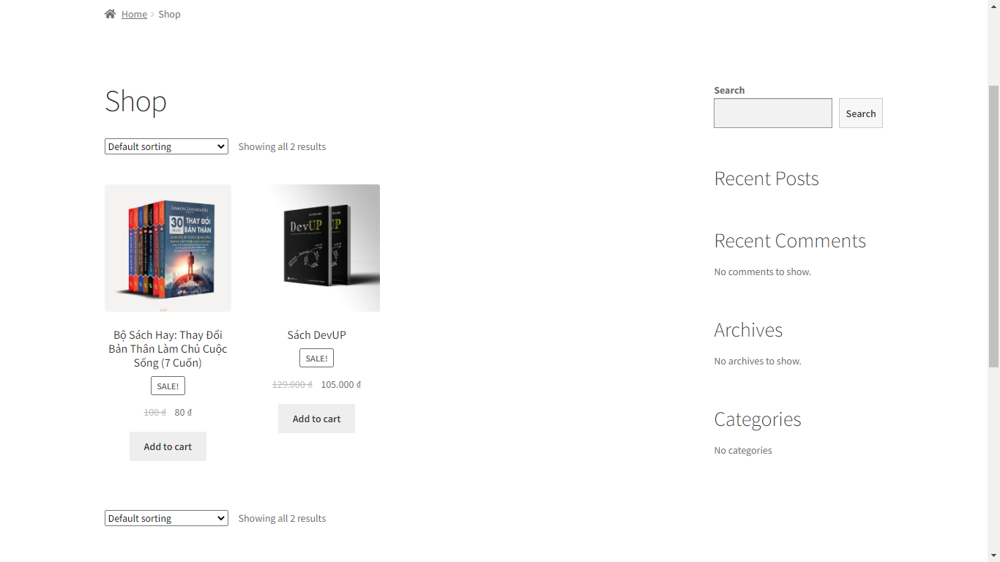 Home Shop
Shop
Default sorting Showing all 2 results
DAMON ZAHARIADES
30 THAY ĐỔI
NGÀY BẢN THÂN
DevUP
Bộ Sách Hay: Thay Đổi
Bản Thân Làm Chủ Cuộc
Sống (7 Cuốn)
SALE!
100 ₫ 80 ₫
Add to cart
Sách DevUP
SALE!
129.000 ₫ 105.000 ₫
Add to cart
Default sorting Showing all 2 results
Search
Search
Recent Posts
Recent Comments
No comments to show.
Archives
No archives to show.
Categories
No categories